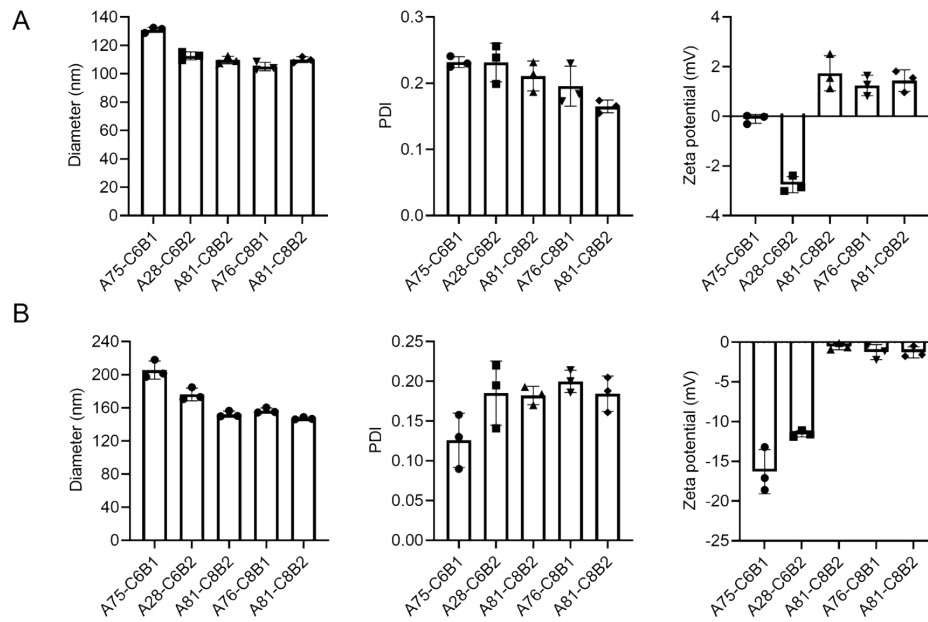 A
Diameter (nm)
140
120
100
80
60
40
20
0
A75-C6B1
A28-C6B2
A81-C8B2
A76-C8B1
A81-C8B2
PDI
0.3
0.2
0.1
0.0
A75-C6B1
A28-C6B2
A81-C8B2
A76-C8B1
A81-C8B2
Zeta potential (mV)
4
2
0
-2
-4
A75-C6B1
A28-C6B2
A81-C8B2
A76-C8B1
A81-C8B2
B
Diameter (nm)
240
200
160
120
80
40
0
A75-C6B1
A28-C6B2
A81-C8B2
A76-C8B1
A81-C8B2
PDI
0.25
0.20
0.15
0.10
0.05
0.00
A75-C6B1
A28-C6B2
A81-C8B2
A76-C8B1
A81-C8B2
Zeta potential (mV)
0
-5
-10
-15
-20
-25
A75-C6B1
A28-C6B2
A81-C8B2
A76-C8B1
A81-C8B2